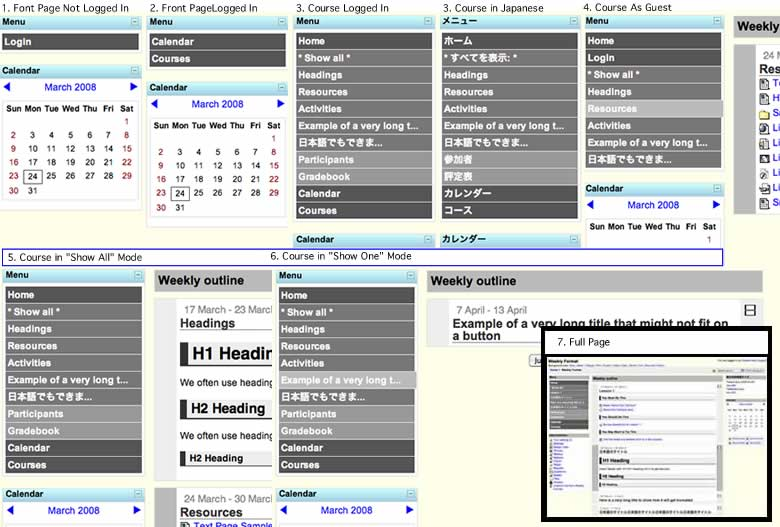 1. Font Page Not Logged In
Menu
Login
Calendar
March 2008
Sun Mon Tue Wed Thu Fri Sat
1
2 3 4 5 6 7 8
9 10 11 12 13 14 15
16 17 18 19 20 21 22
23 24 25 26 27 28 29
30 31
2. Front PageLogged In
Menu
Calendar
Courses
Calendar
March 2008
Sun Mon Tue Wed Thu Fri Sat
1
2 3 4 5 6 7 8
9 10 11 12 13 14 15
16 17 18 19 20 21 22
23 24 25 26 27 28 29
30 31
3. Course Logged In
Menu
Home
* Show all *
Headings
Resources
Activities
Example of a very long t...
日本語でもできま...
Participants
Gradebook
Calendar
Courses
Calendar
3. Course in Japanese
メニュー
ホーム
* すべてを表示: *
Headings
Resources
Activities
Example of a very long t...
日本語でもできま...
参加者
評定表
カレンダー
コース
カレンダー
4. Course As Guest
Menu
Home
Login
* Show all *
Headings
Resources
Activities
Example of a very long t...
日本語でもできま...
Calendar
March 2008
Sun Mon Tue Wed Thu Fri Sat
1
Weekly
24 M
Res
5. Course in "Show All" Mode
Menu
Home
* Show all *
Headings
Resources
Activities
Example of a very long t...
日本語でもできま...
Participants
Gradebook
Calendar
Courses
Calendar
March 2008
Weekly outline
17 March - 23 Marc
Headings
H1 Headin
We often use heading
H2 Heading
We often use heading
H2 Heading
24 March - 30 Marc
Resources
Text Page Sample
6. Course in "Show One" Mode
Menu
Home
* Show all *
Headings
Resources
Activities
Example of a very long t...
日本語でもできま...
Participants
Gradebook
Calendar
Courses
Calendar
March 2008
Weekly outline
7 April - 13 April
Example of a very long title that might not fit on
a button
Ju
7. Full Page
Weekly Format
Weekly outline
H1 Heading
H2 Heading